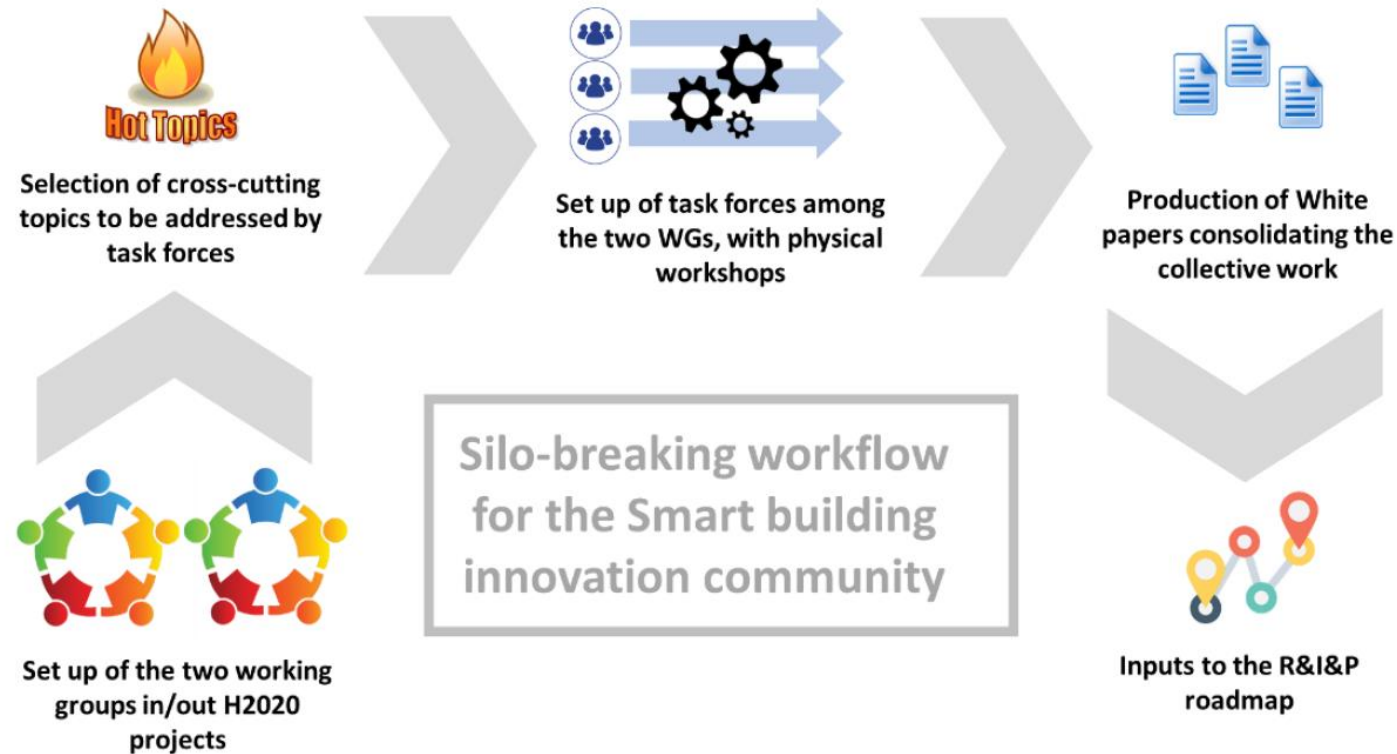 Hot Topics
Selection of cross-cutting
topics to be addressed by
task forces
Set up of task forces among
the two WGs, with physical
workshops
Production of White
papers consolidating the
collective work
Silo-breaking workflow
for the Smart building
innovation community
Set up of the two working
groups in/out H2020
projects
Inputs to the R&I&P
roadmap